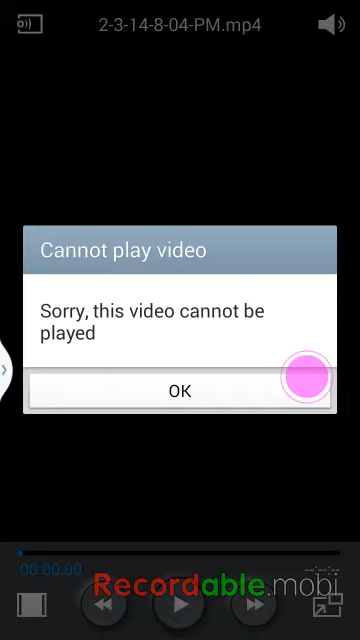 2-3-14-8-04-PM.mp4
Cannot play video
Sorry, this video cannot be
played
OK
00:00.00
--:--:--
Recordable.mobi